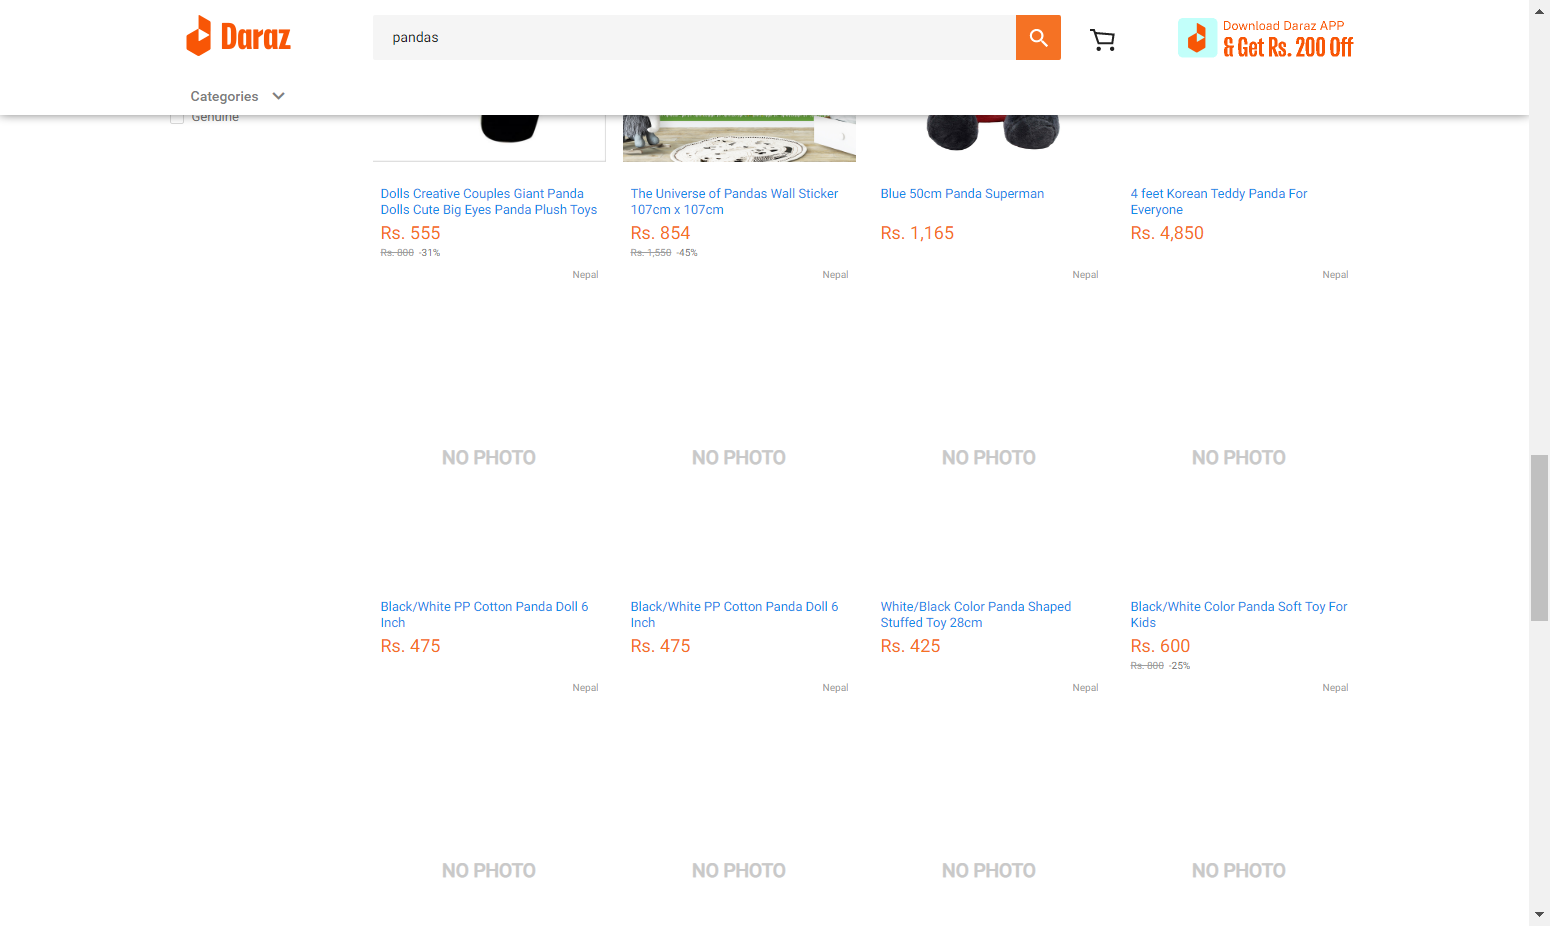 Daraz
pandas
Download Daraz APP
& Get Rs. 200 Off
Categories
Genuine
Dolls Creative Couples Giant Panda
Dolls Cute Big Eyes Panda Plush Toys
Rs. 555
Rs. 800 -31%
Nepal
The Universe of Pandas Wall Sticker
107cm x 107cm
Rs. 854
Rs. 1,550 -45%
Nepal
Blue 50cm Panda Superman
Rs. 1,165
Nepal
4 feet Korean Teddy Panda For
Everyone
Rs. 4,850
Nepal
NO PHOTO
NO PHOTO
NO PHOTO
NO PHOTO
Black/White PP Cotton Panda Doll 6
Inch
Rs. 475
Nepal
Black/White PP Cotton Panda Doll 6
Inch
Rs. 475
Nepal
White/Black Color Panda Shaped
Stuffed Toy 28cm
Rs. 425
Nepal
Black/White Color Panda Soft Toy For
Kids
Rs. 600
Rs. 800 -25%
Nepal
NO PHOTO
NO PHOTO
NO PHOTO
NO PHOTO